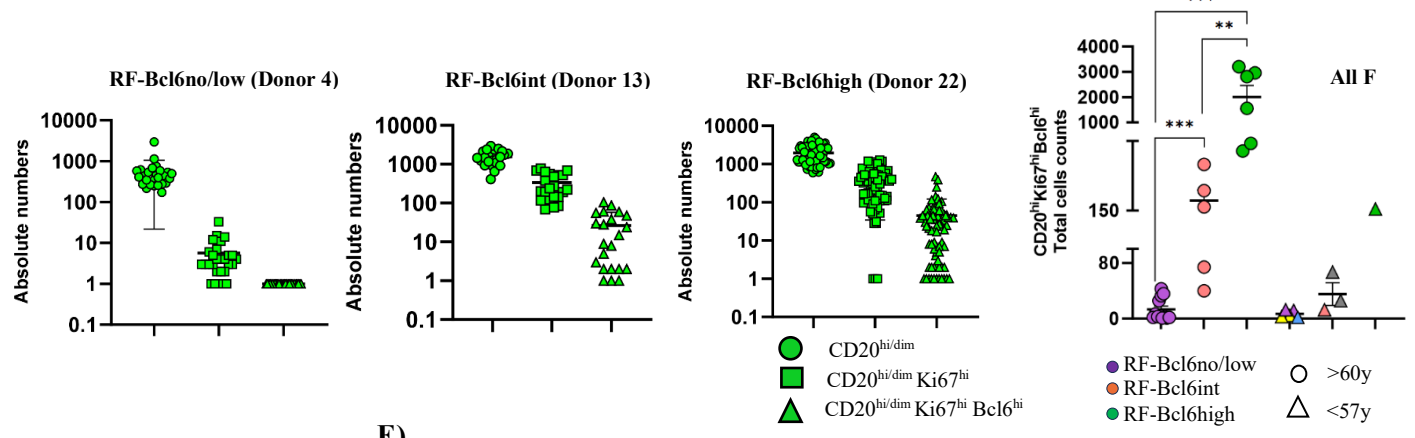 ***
**
4000
3000
2000
1000
***
150
80
0
CD20hiKi67hiBcl6hi
Total cells counts
All F
RF-Bcl6no/low (Donor 4)
10000
1000
100
10
1
0.1
Absolute numbers
RF-Bcl6int (Donor 13)
10000
1000
100
10
1
0.1
Absolute numbers
RF-Bcl6high (Donor 22)
10000
1000
100
10
1
0.1
Absolute numbers
CD20hi/dim
CD20hi/dim Ki67hi
CD20hi/dim Ki67hi Bcl6hi
RF-Bcl6no/low
RF-Bcl6int
RF-Bcl6high
>60y
<57y
E)